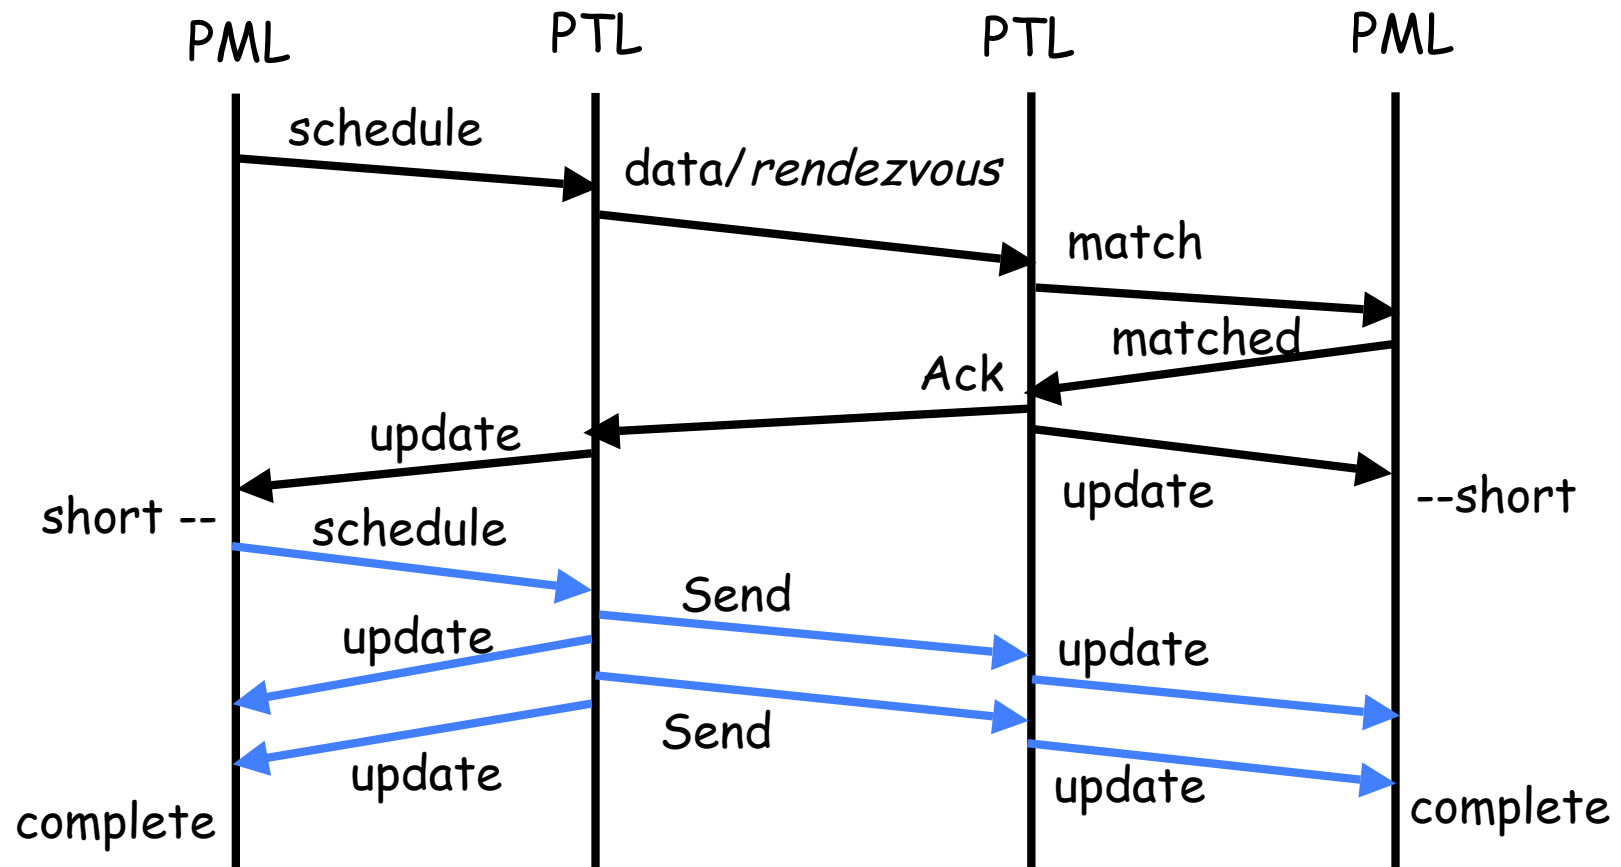 PML
PTL
PTL
PML
schedule
data/rendezvous
match
matched
Ack
update
update
short --
--short
schedule
Send
update
update
Send
update
update
complete
complete